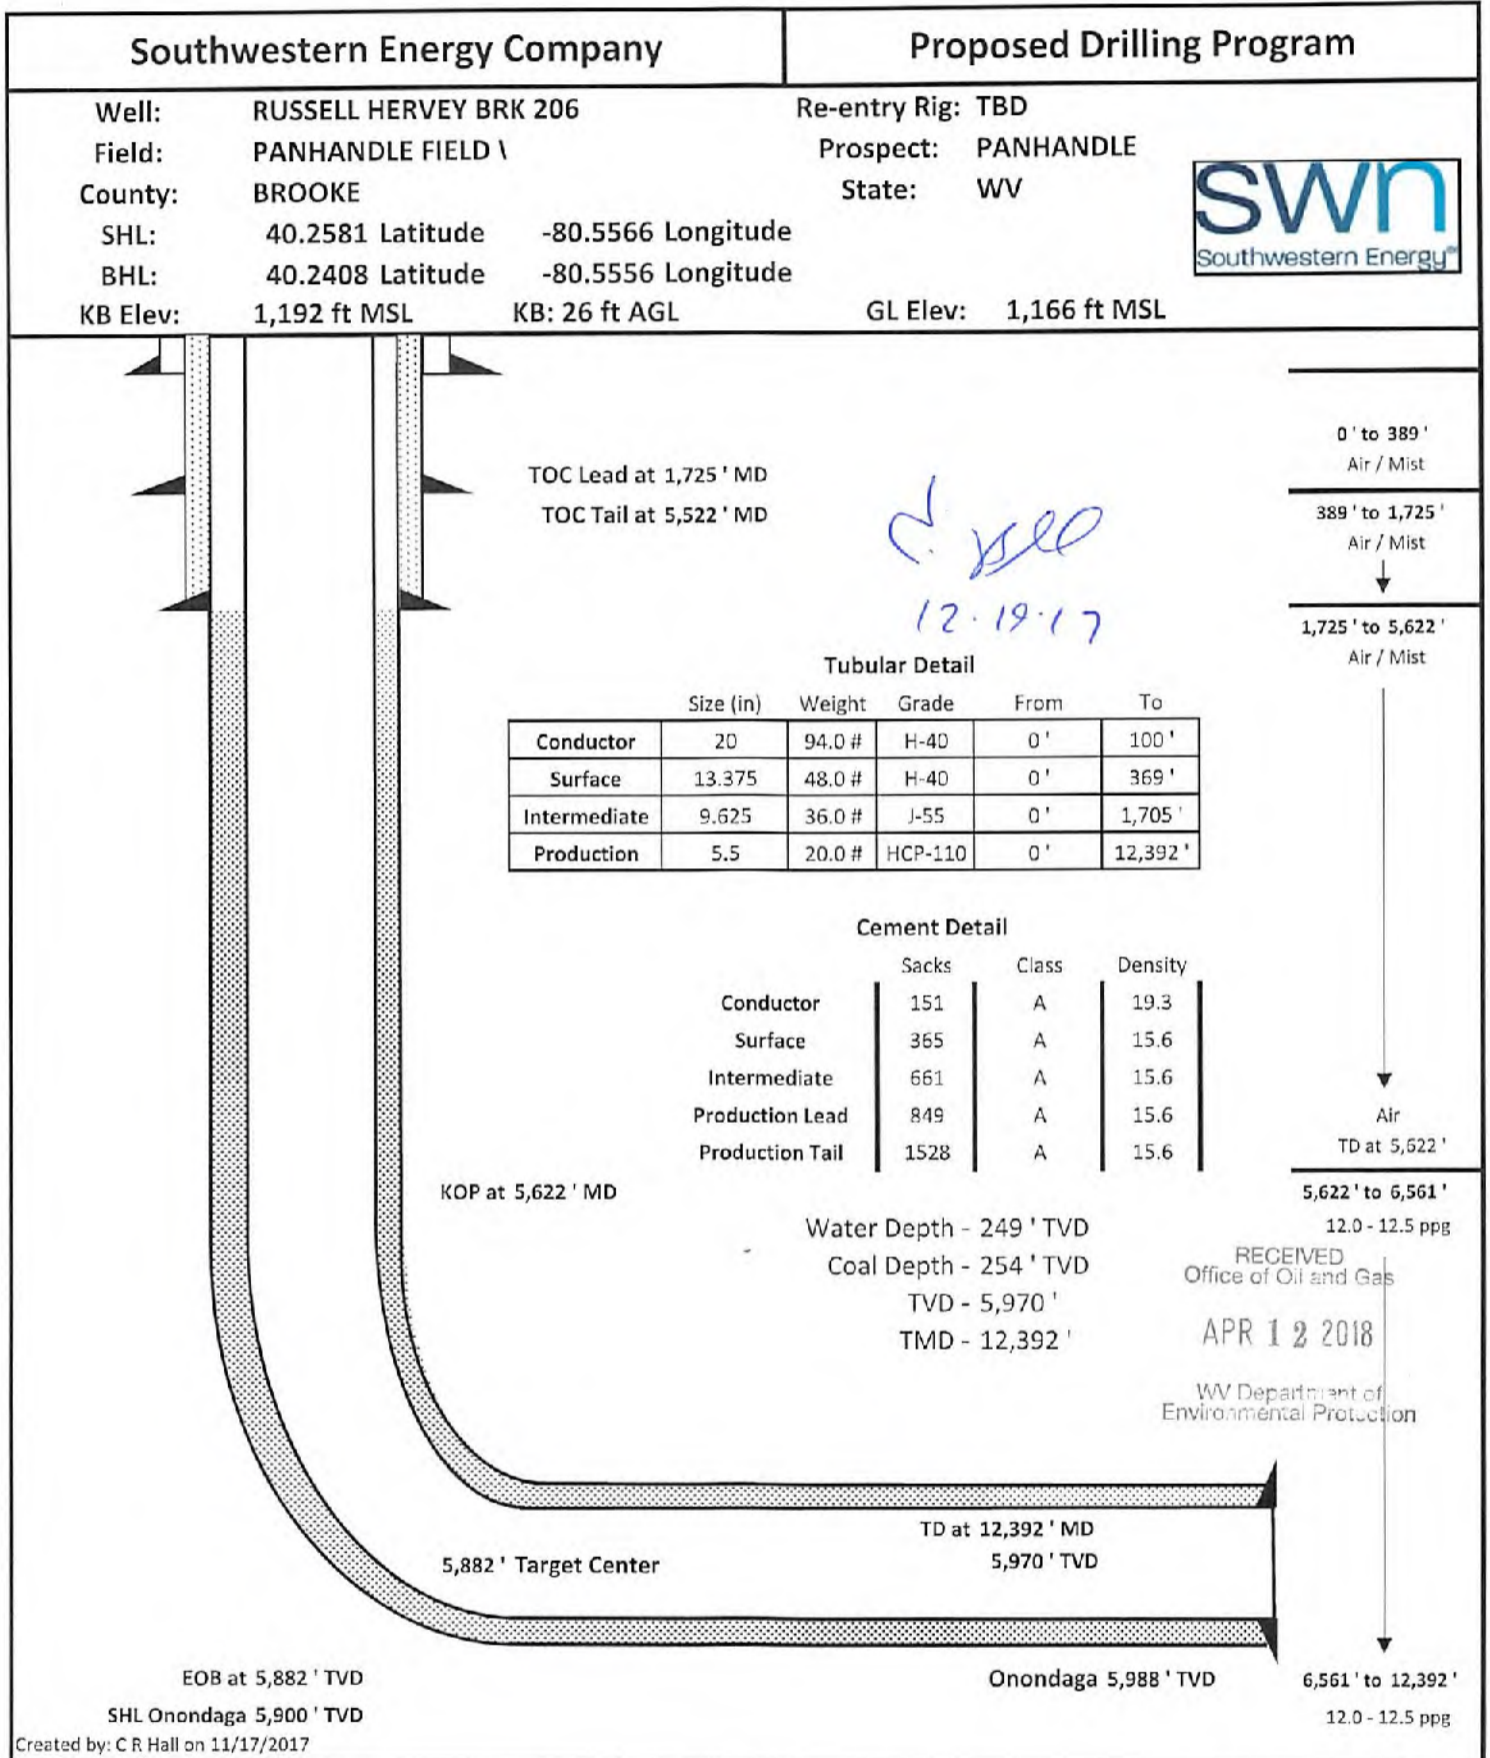 Southwestern Energy Company
Proposed Drilling Program
Well: RUSSELL HERVEY BRK 206 Re-entry Rig: TBD
Field: PANHANDLE FIELD \ Prospect: PANHANDLE
County: BROOKE State: WV
SHL: 40.2581 Latitude -80.5566 Longitude
BHL: 40.2408 Latitude -80.5556 Longitude
KB Elev: 1,192 ft MSL KB: 26 ft AGL GL Elev: 1,166 ft MSL
swn
Southwestern Energy®
0 ' to 389 '
Air / Mist
TOC Lead at 1,725 ' MD
TOC Tail at 5,522 ' MD
389 ' to 1,725 '
Air / Mist
12.19.17
1,725 ' to 5,622 '
Air / Mist
Tubular Detail
Size (in) Weight Grade From To
Conductor 20 94.0 # H-40 0 ' 100 '
Surface 13.375 48.0 # H-40 0 ' 369 '
Intermediate 9.625 36.0 # J-55 0 ' 1,705 '
Production 5.5 20.0 # HCP-110 0 ' 12,392 '
Cement Detail
Sacks Class Density
Conductor 151 A 19.3
Surface 365 A 15.6
Intermediate 661 A 15.6
Production Lead 849 A 15.6
Production Tail 1528 A 15.6
Air
TD at 5,622 '
KOP at 5,622 ' MD
5,622 ' to 6,561 '
12.0 - 12.5 ppg
Water Depth - 249 ' TVD
Coal Depth - 254 ' TVD
TVD - 5,970 '
TMD - 12,392 '
RECEIVED
Office of Oil and Gas
APR 12 2018
WV Department of
Environmental Protection
TD at 12,392 ' MD
5,970 ' TVD
5,882 ' Target Center
EOB at 5,882 ' TVD
Onondaga 5,988 ' TVD
6,561 ' to 12,392 '
SHL Onondaga 5,900 ' TVD
12.0 - 12.5 ppg
Created by: C R Hall on 11/17/2017